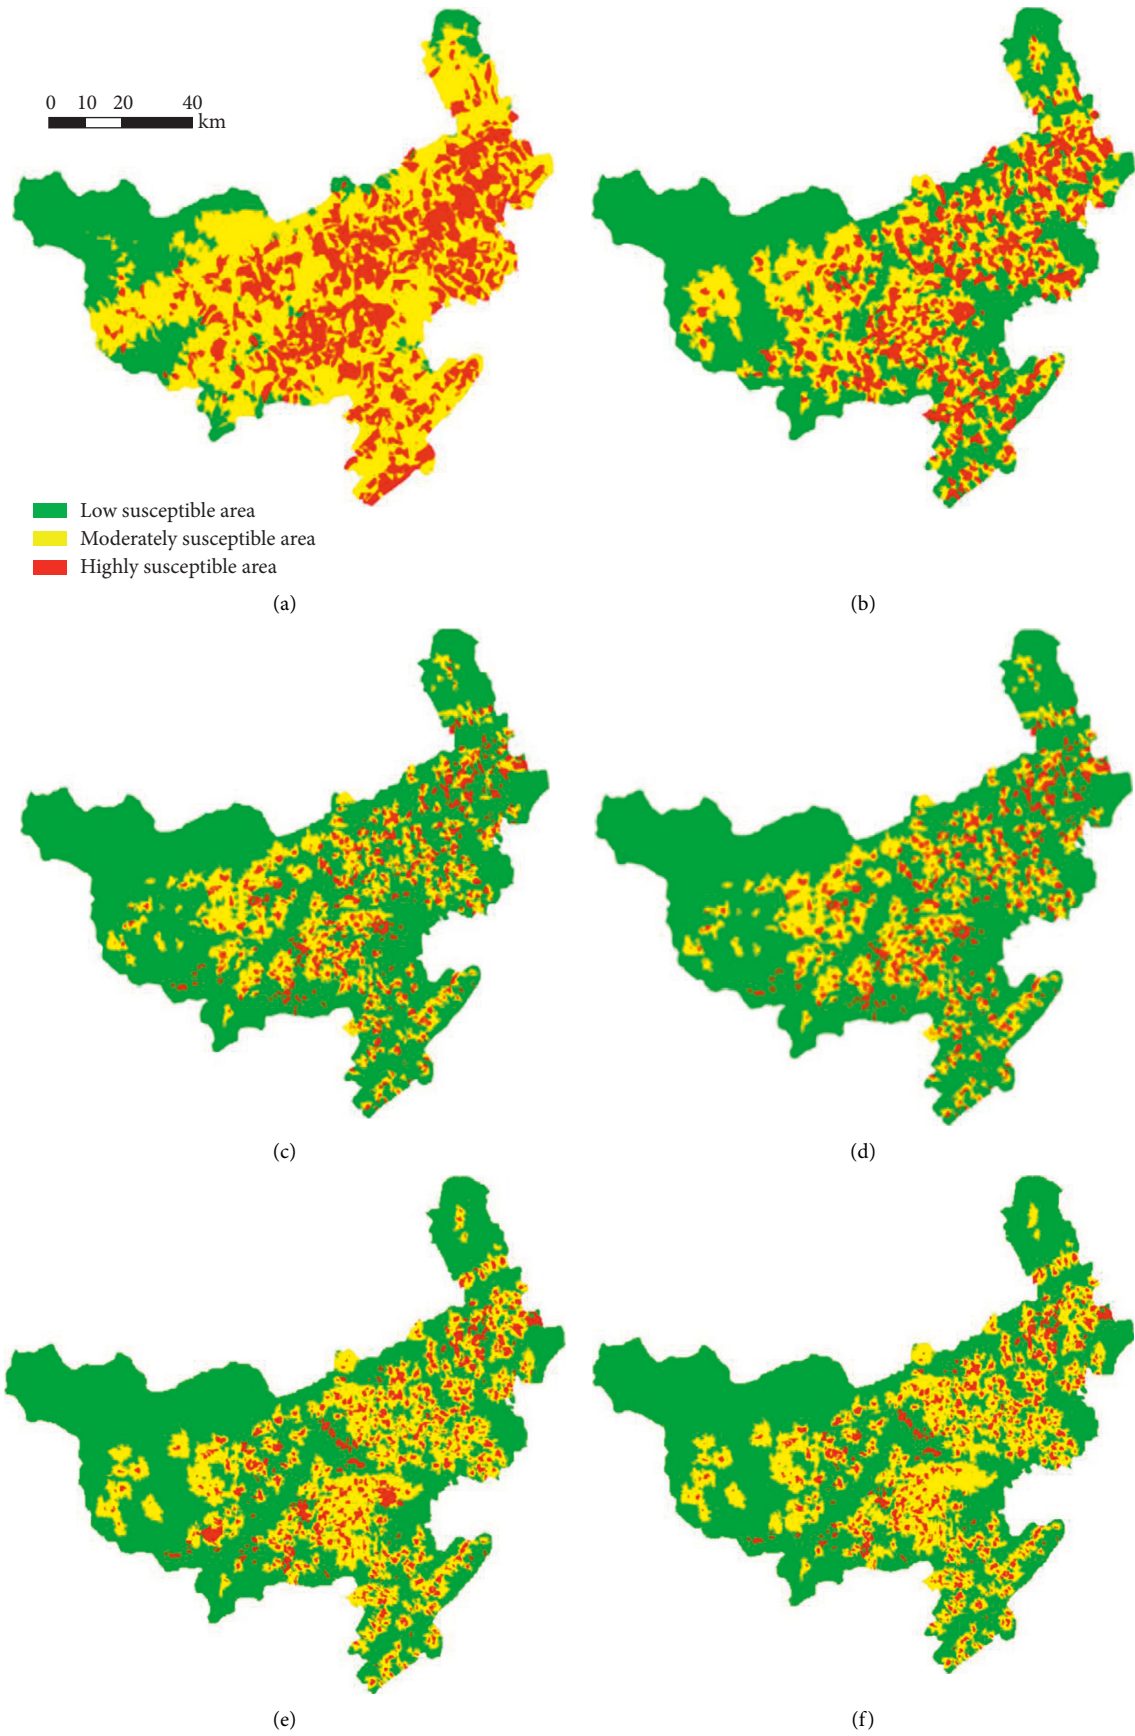 0 10 20 40
km
Low susceptible area
Moderately susceptible area
Highly susceptible area
(a)
(b)
(c)
(d)
(e)
(f)